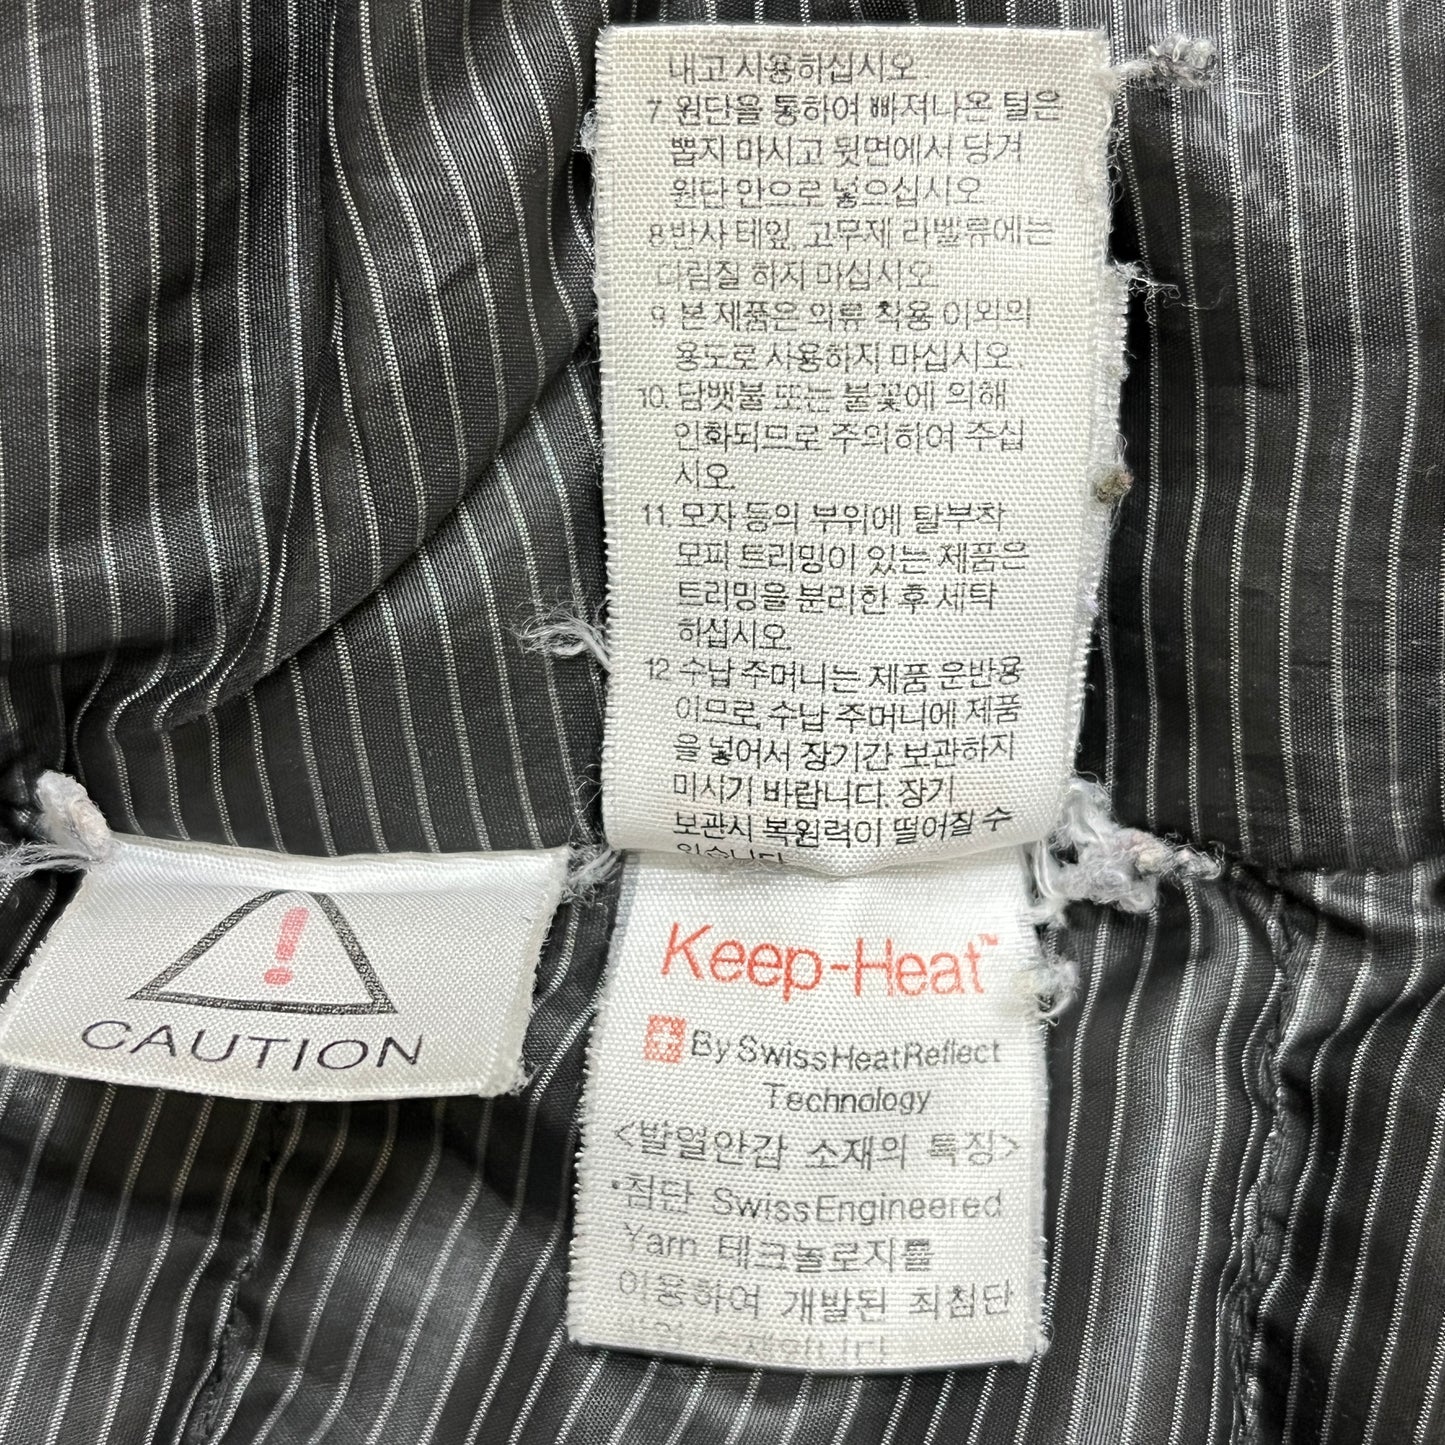 내고 사용하십시오.
7. 원단을 통하여 빠져나온 털은
뽑지 마시고 뒷면에서 당겨
원단 안으로 넣으십시오
8. 반사 테잎, 고무제 라벨류에는
다림질 하지 마십시오
9. 본 제품은 의류 착용 이외의
용도로 사용하지 마십시오.
10. 담뱃불 또는 불꽃에 의해
인화되므로 주의하여 주십
시오.
11. 모자 등의 부위에 탈부착
모피 트리밍이 있는 제품은
트리밍을 분리한 후 세탁
하십시오.
12. 수납 주머니는 제품 운반용
이므로, 수납 주머니에 제품
을 넣어서 장기간 보관하지
마시기 바랍니다. 장기
보관시 복원력이 떨어질 수
있습니다.
CAUTION
Keep-Heat™
By SwissHeatReflect
Technology
<발열안감 소재의 특징>
•첨단 SwissEngineered
Yarn 테크놀로지를
이용하여 개발된 최첨단
소재입니다